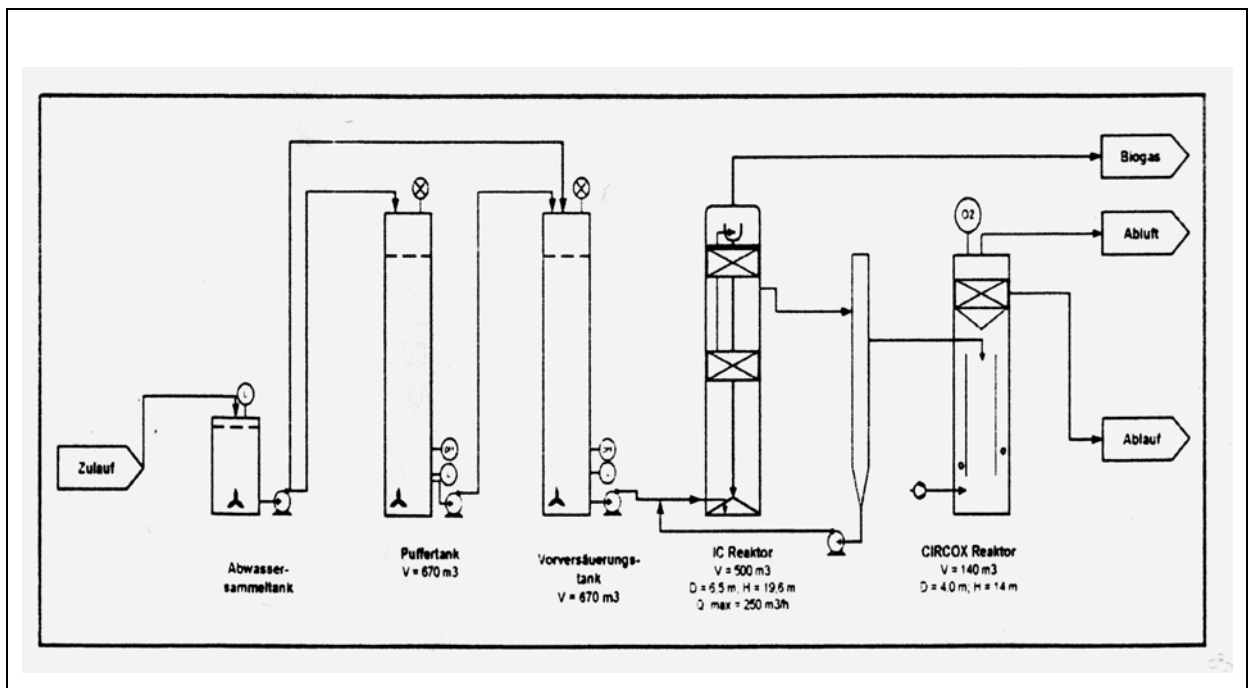 Biogas
O2
Abluft
L
Zulauf
Ablauf
Abwasser-
sammeltank
Puffertank
V = 670 m3
Vorversäuerungs-
tank
V = 670 m3
IC Reaktor
V = 500 m3
D = 6,5 m; H = 19,6 m
Q max = 250 m3/h
CIRCOX Reaktor
V = 140 m3
D = 4.0 m; H = 14 m